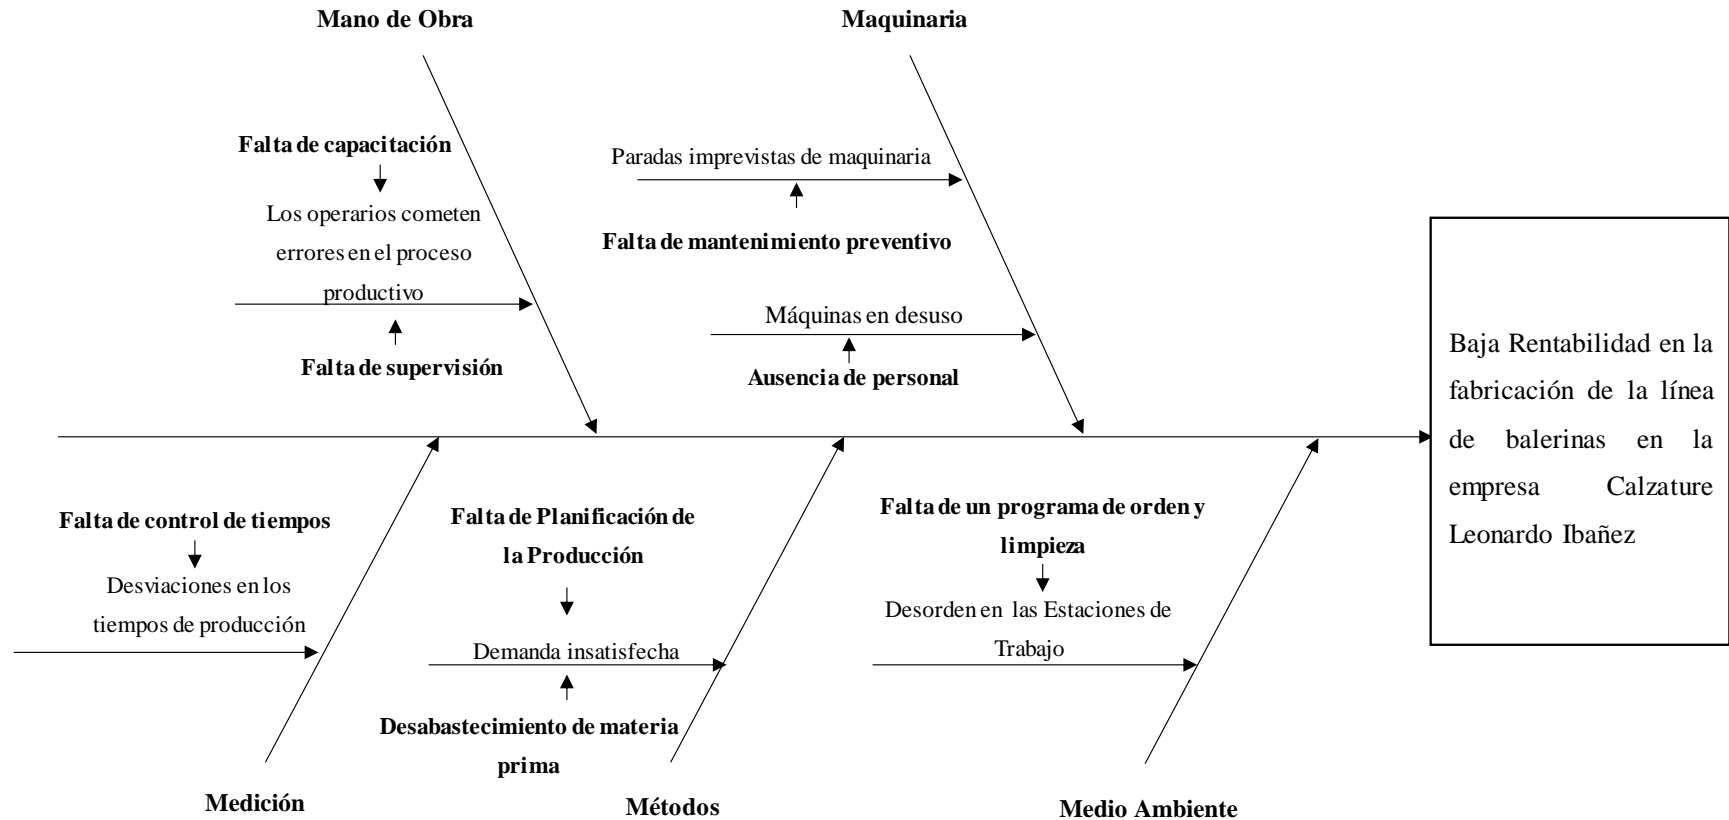 Mano de Obra
Maquinaria
Falta de capacitación
Los operarios cometen
errores en el proceso
productivo
Falta de supervisión
Paradas imprevistas de maquinaria
Falta de mantenimiento preventivo
Máquinas en desuso
Ausencia de personal
Baja Rentabilidad en la
fabricación de la línea
de balerinas en la
empresa Calzature
Leonardo Ibañez
Falta de control de tiempos
Desviaciones en los
tiempos de producción
Falta de Planificación de
la Producción
Demanda insatisfecha
Desabastecimiento de materia
prima
Falta de un programa de orden y
limpieza
Desorden en las Estaciones de
Trabajo
Medición
Métodos
Medio Ambiente